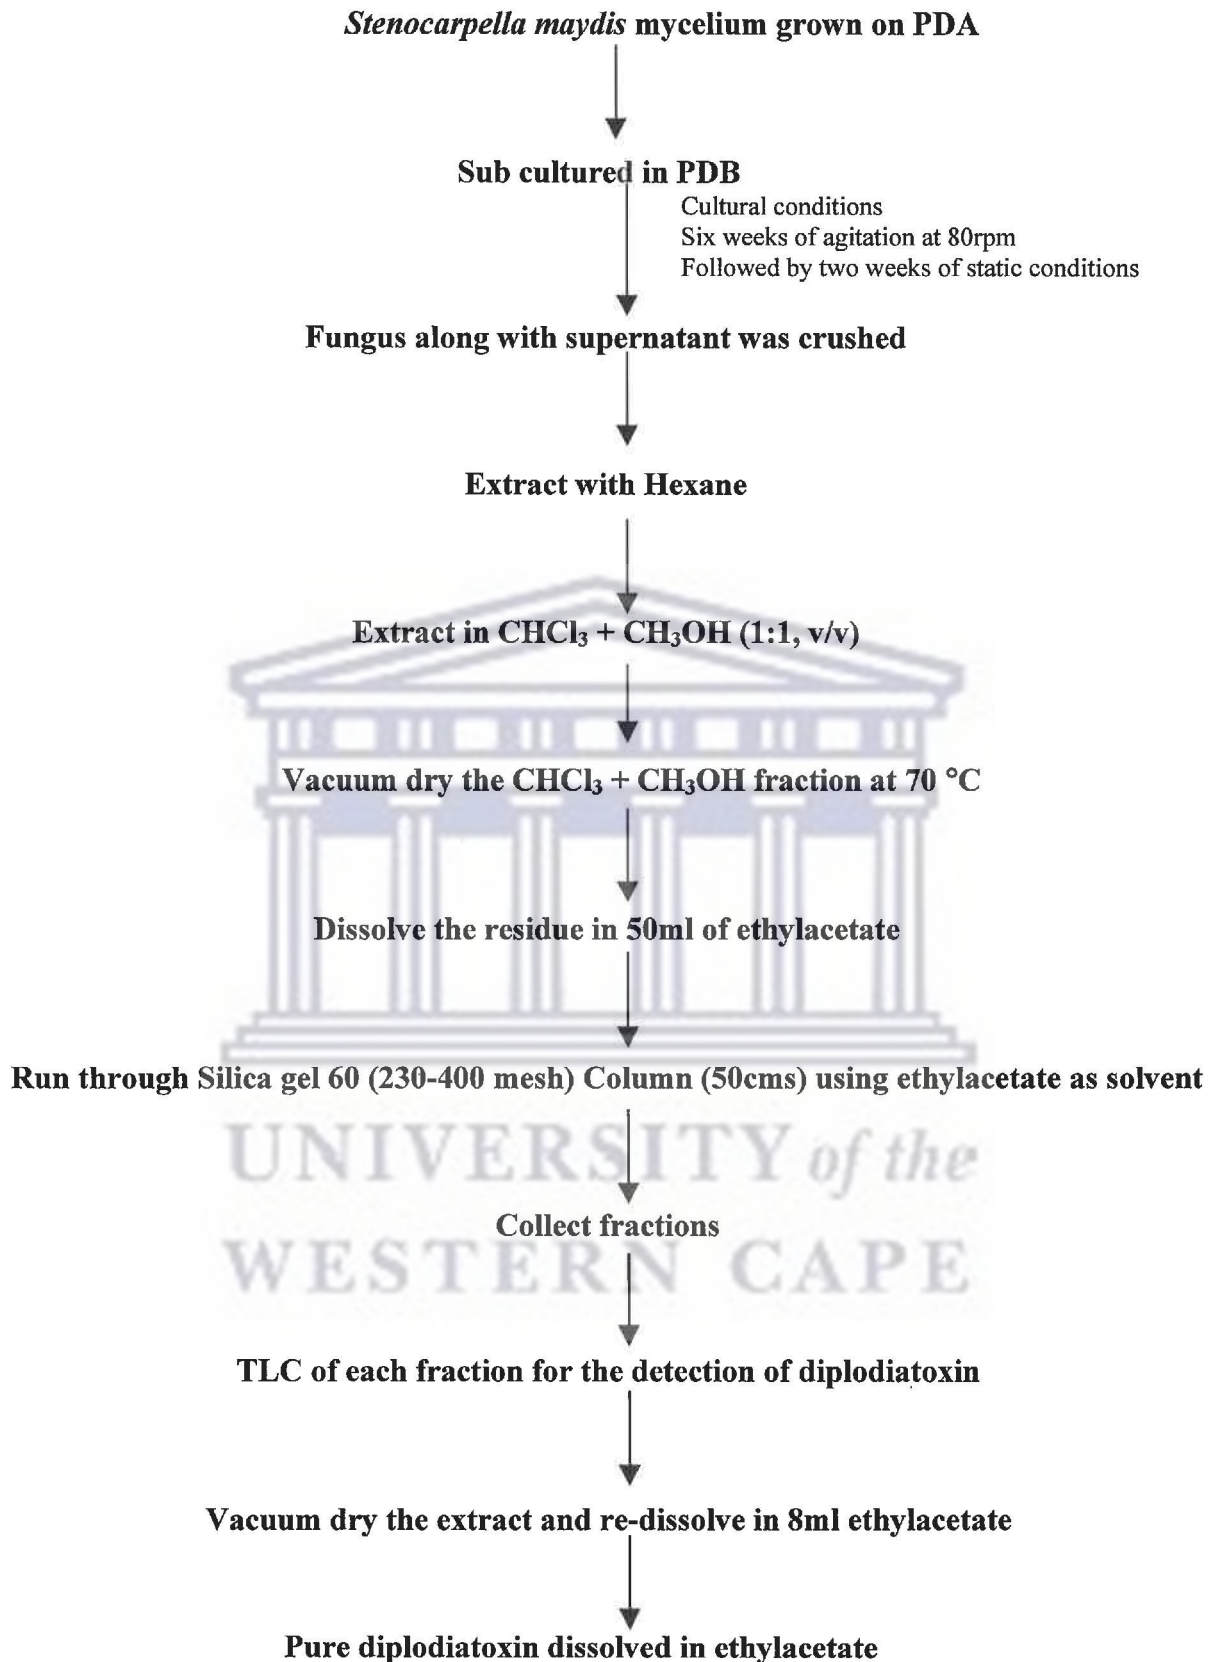 Stenocarpella maydis mycelium grown on PDA
Sub cultured in PDB
Cultural conditions
Six weeks of agitation at 80rpm
Followed by two weeks of static conditions
Fungus along with supernatant was crushed
Extract with Hexane
Extract in CHCl₃ + CH₃OH (1:1, v/v)
Vacuum dry the CHCl₃ + CH₃OH fraction at 70 °C
Dissolve the residue in 50ml of ethylacetate
Run through Silica gel 60 (230-400 mesh) Column (50cms) using ethylacetate as solvent
UNIVERSITY of the
Collect fractions
WESTERN CAPE
TLC of each fraction for the detection of diplodiatoxin
Vacuum dry the extract and re-dissolve in 8ml ethylacetate
Pure diplodiatoxin dissolved in ethylacetate